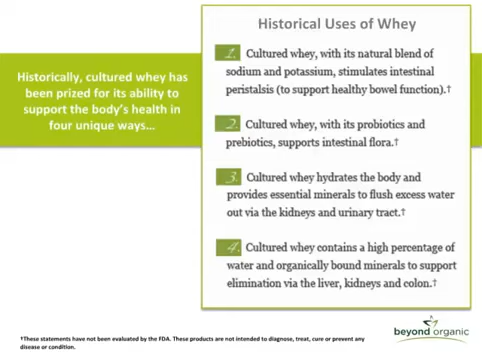 Historical Uses of Whey
Historically, cultured whey has
been prized for its ability to
support the body's health in
four unique ways...
1. Cultured whey, with its natural blend of
sodium and potassium, stimulates intestinal
peristalsis (to support healthy bowel function).†
2. Cultured whey, with its probiotics and
prebiotics, supports intestinal flora.†
3. Cultured whey hydrates the body and
provides essential minerals to flush excess water
out via the kidneys and urinary tract.†
4. Cultured whey contains a high percentage of
water and organically bound minerals to support
elimination via the liver, kidneys and colon.†
beyond organic
†These statements have not been evaluated by the FDA. These products are not intended to diagnose, treat, cure or prevent any
disease or condition.